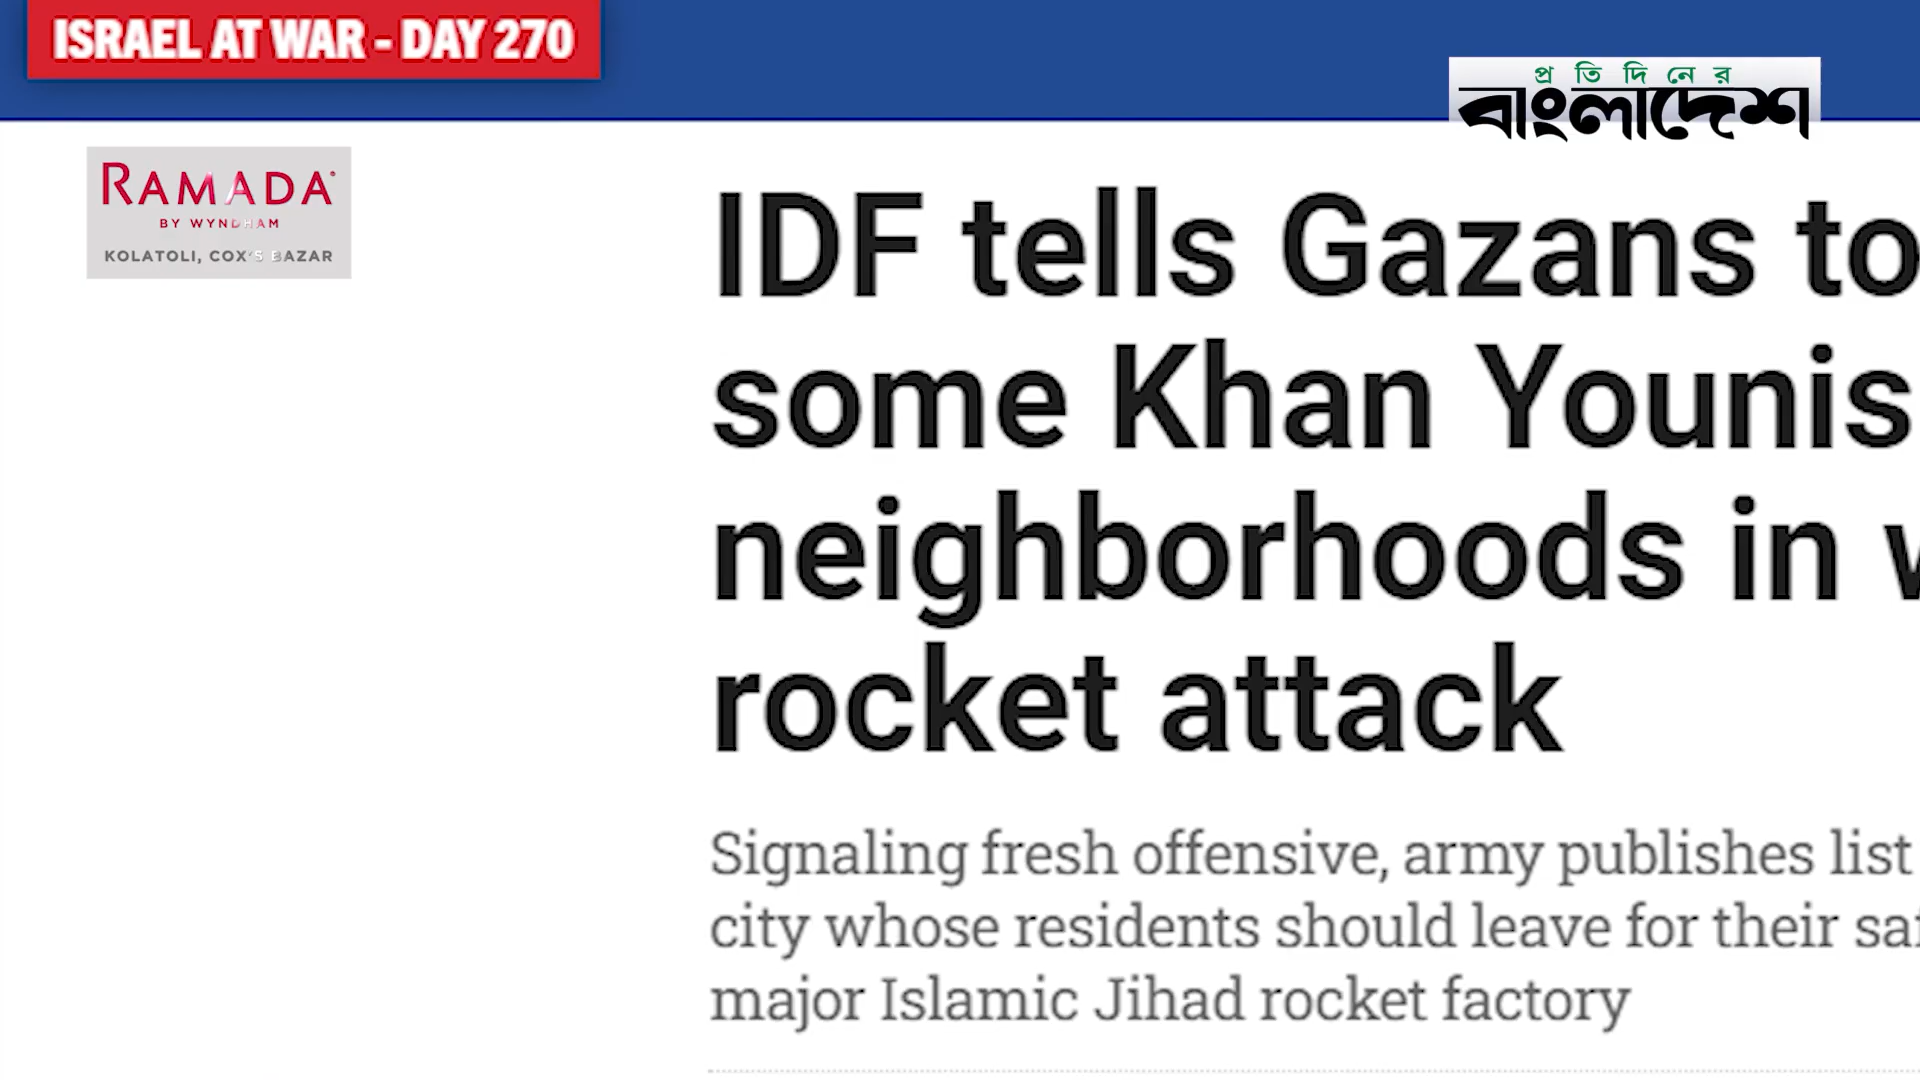 ISRAEL AT WAR - DAY 270
প্রতিদিনের
বাংলাদেশ
RAMADA
BY WYNDHAM
KOLATOLI, COX'S BAZAR
IDF tells Gazans to
some Khan Younis
neighborhoods in
rocket attack
Signaling fresh offensive, army publishes list
city whose residents should leave for their
major Islamic Jihad rocket factory